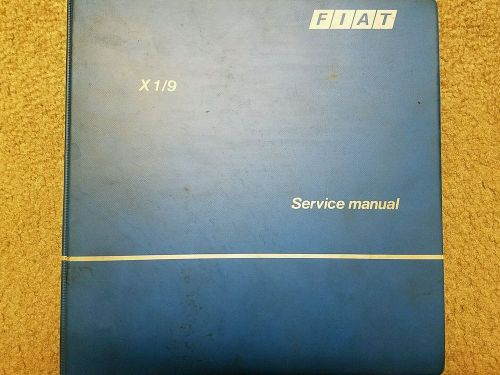 FIAT
X 1/9
Service manual